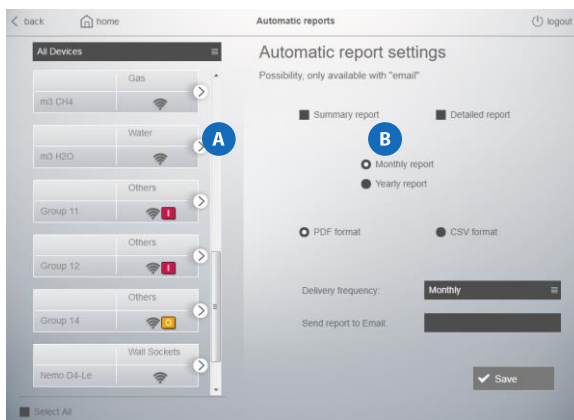 back
home
Automatic reports
logout
All Devices
Gas
m3 CH4
Water
m3 H2O
Others
Group 11
Others
Group 12
Others
Group 14
Wall Sockets
Nemo D4-Le
Select All
A
Automatic report settings
Possibility, only available with "email"
Summary report
Detailed report
B
Monthly report
Yearly report
PDF format
CSV format
Delivery frequency:
Monthly
Send report to Email:
Save